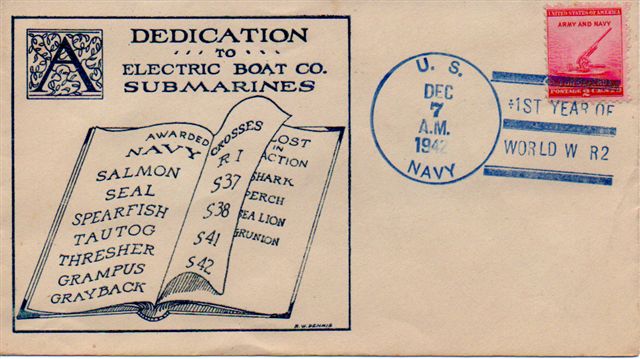 A DEDICATION
TO
ELECTRIC BOAT CO.
SUBMARINES
AWARDED
NAVY CROSSES
SALMON
SEAL
SPEARFISH
TAUTOG
THRESHER
GRAMPUS
GRAYBACK
R I
S37
S38
S41
S42
LOST
IN
ACTION
SHARK
PERCH
SEA LION
GRUNION
R.W. DENNIS
U. S.
DEC
7
A.M.
1942
NAVY
UNITED STATES OF AMERICA
ARMY AND NAVY
POSTAGE 2 CENTS
1ST YEAR OF
WORLD W R2